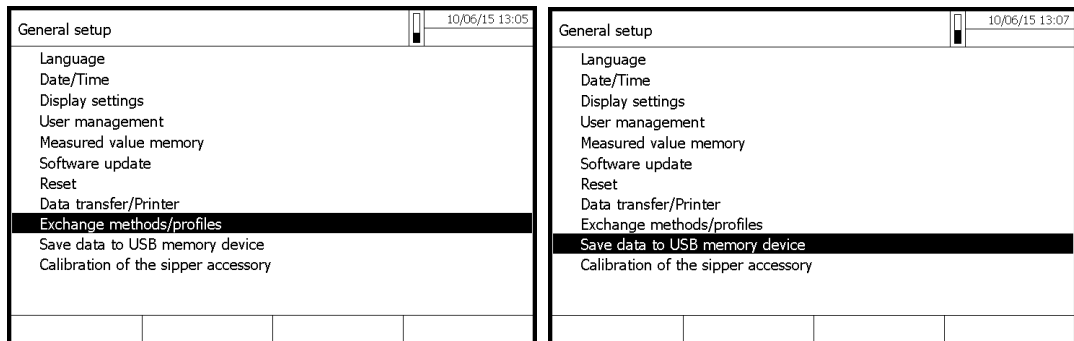 General setup
10/06/15 13:05
Language
Date/Time
Display settings
User management
Measured value memory
Software update
Reset
Data transfer/Printer
Exchange methods/profiles
Save data to USB memory device
Calibration of the sipper accessory
General setup
10/06/15 13:07
Language
Date/Time
Display settings
User management
Measured value memory
Software update
Reset
Data transfer/Printer
Exchange methods/profiles
Save data to USB memory device
Calibration of the sipper accessory